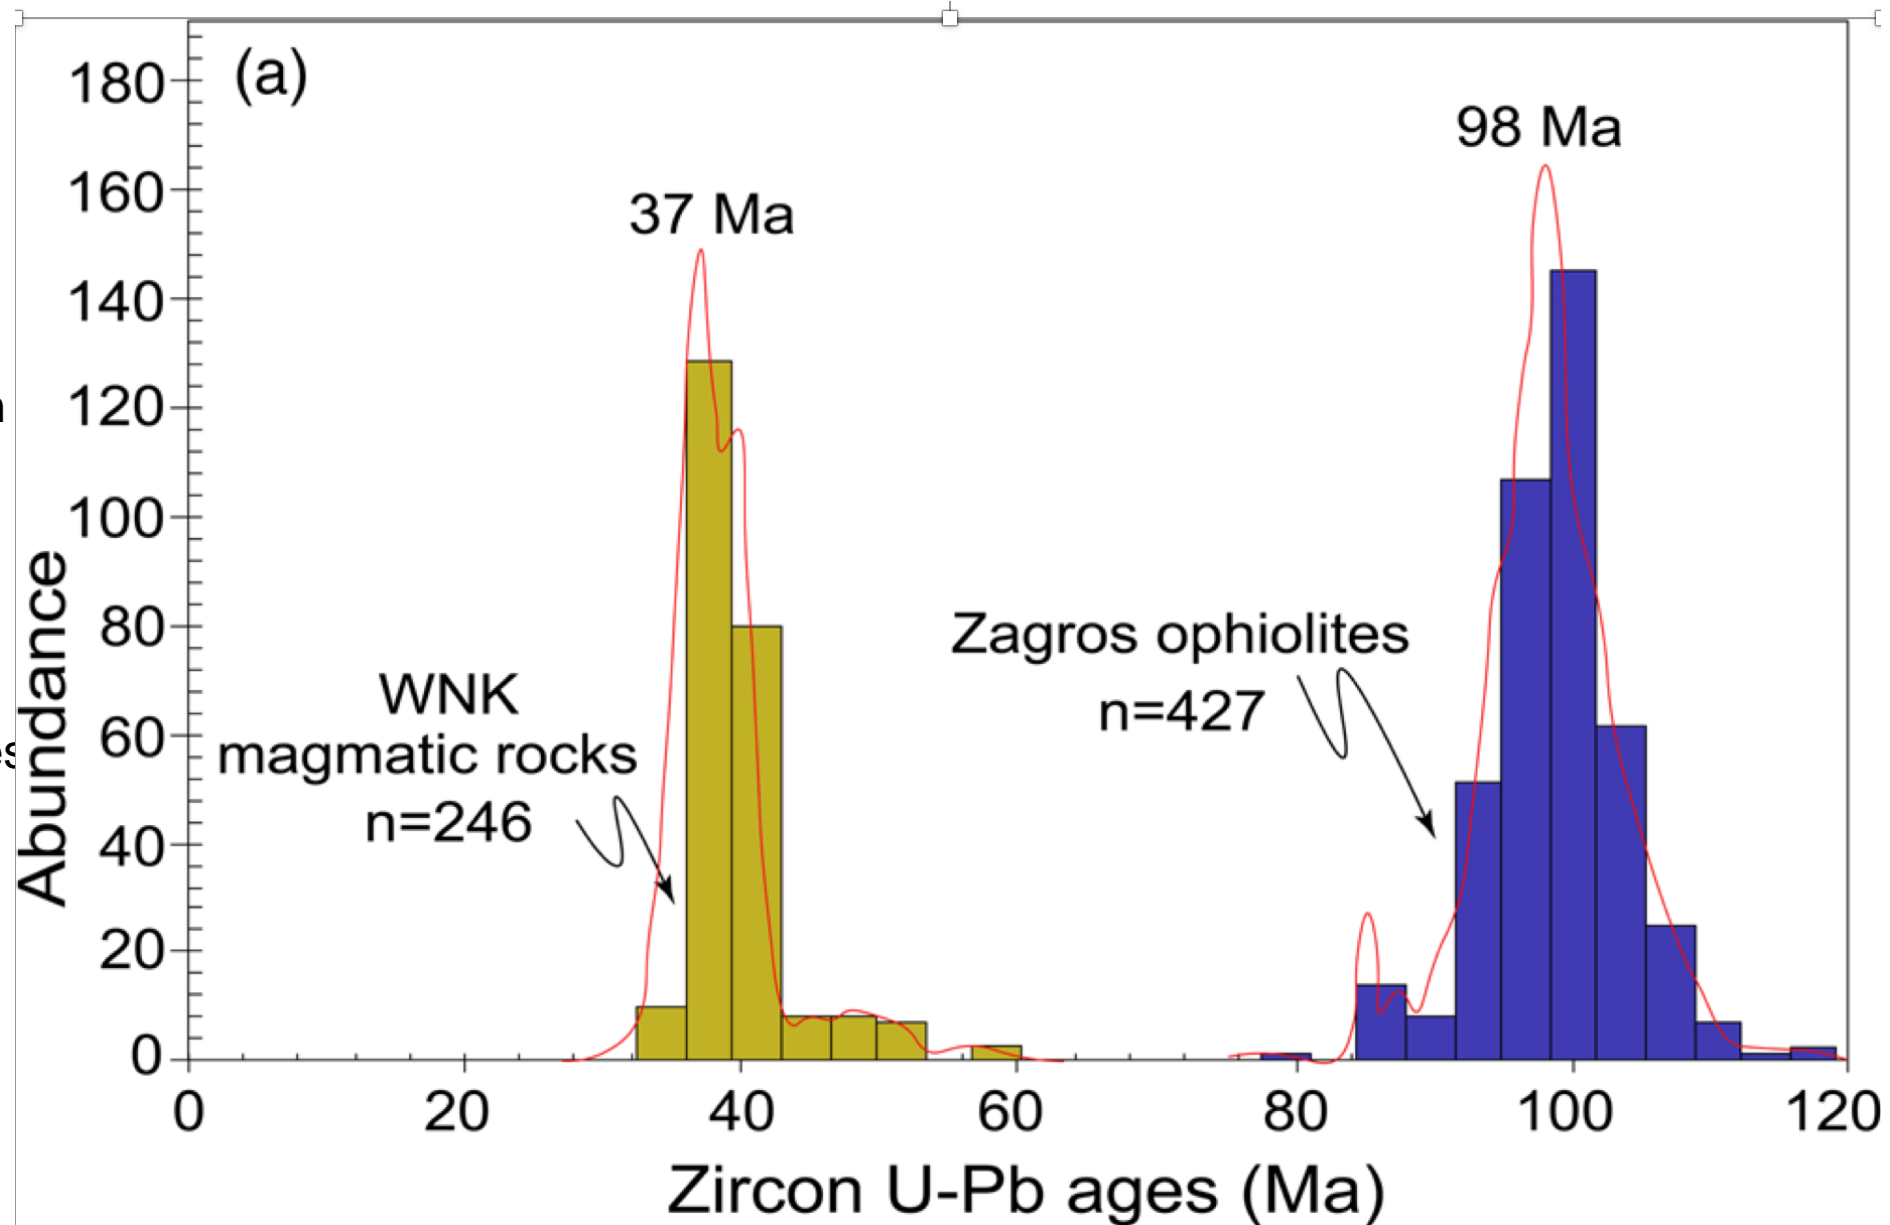 (a)
180
160
140
120
100
80
60
40
20
0
Abundance
37 Ma
98 Ma
WNK
magmatic rocks
n=246
Zagros ophiolites
n=427
0 20 40 60 80 100 120
Zircon U-Pb ages (Ma)